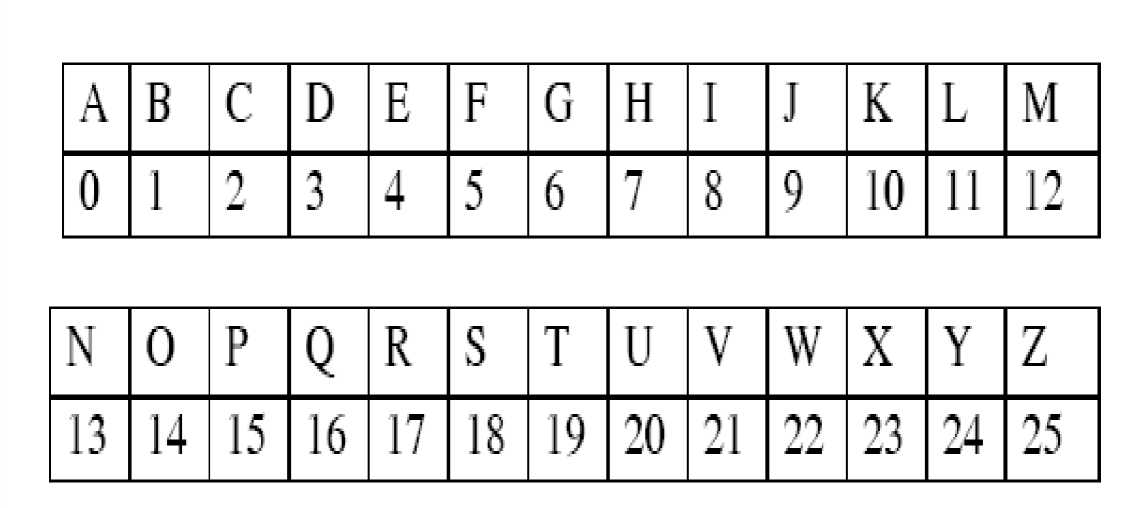 A B C D E F G H I J K L M
0 1 2 3 4 5 6 7 8 9 10 11 12
N O P Q R S T U V W X Y Z
13 14 15 16 17 18 19 20 21 22 23 24 25